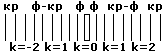 кр ф-кр ф ф кр-ф кр
k=-2 k=1 k=0 k=1 k=2